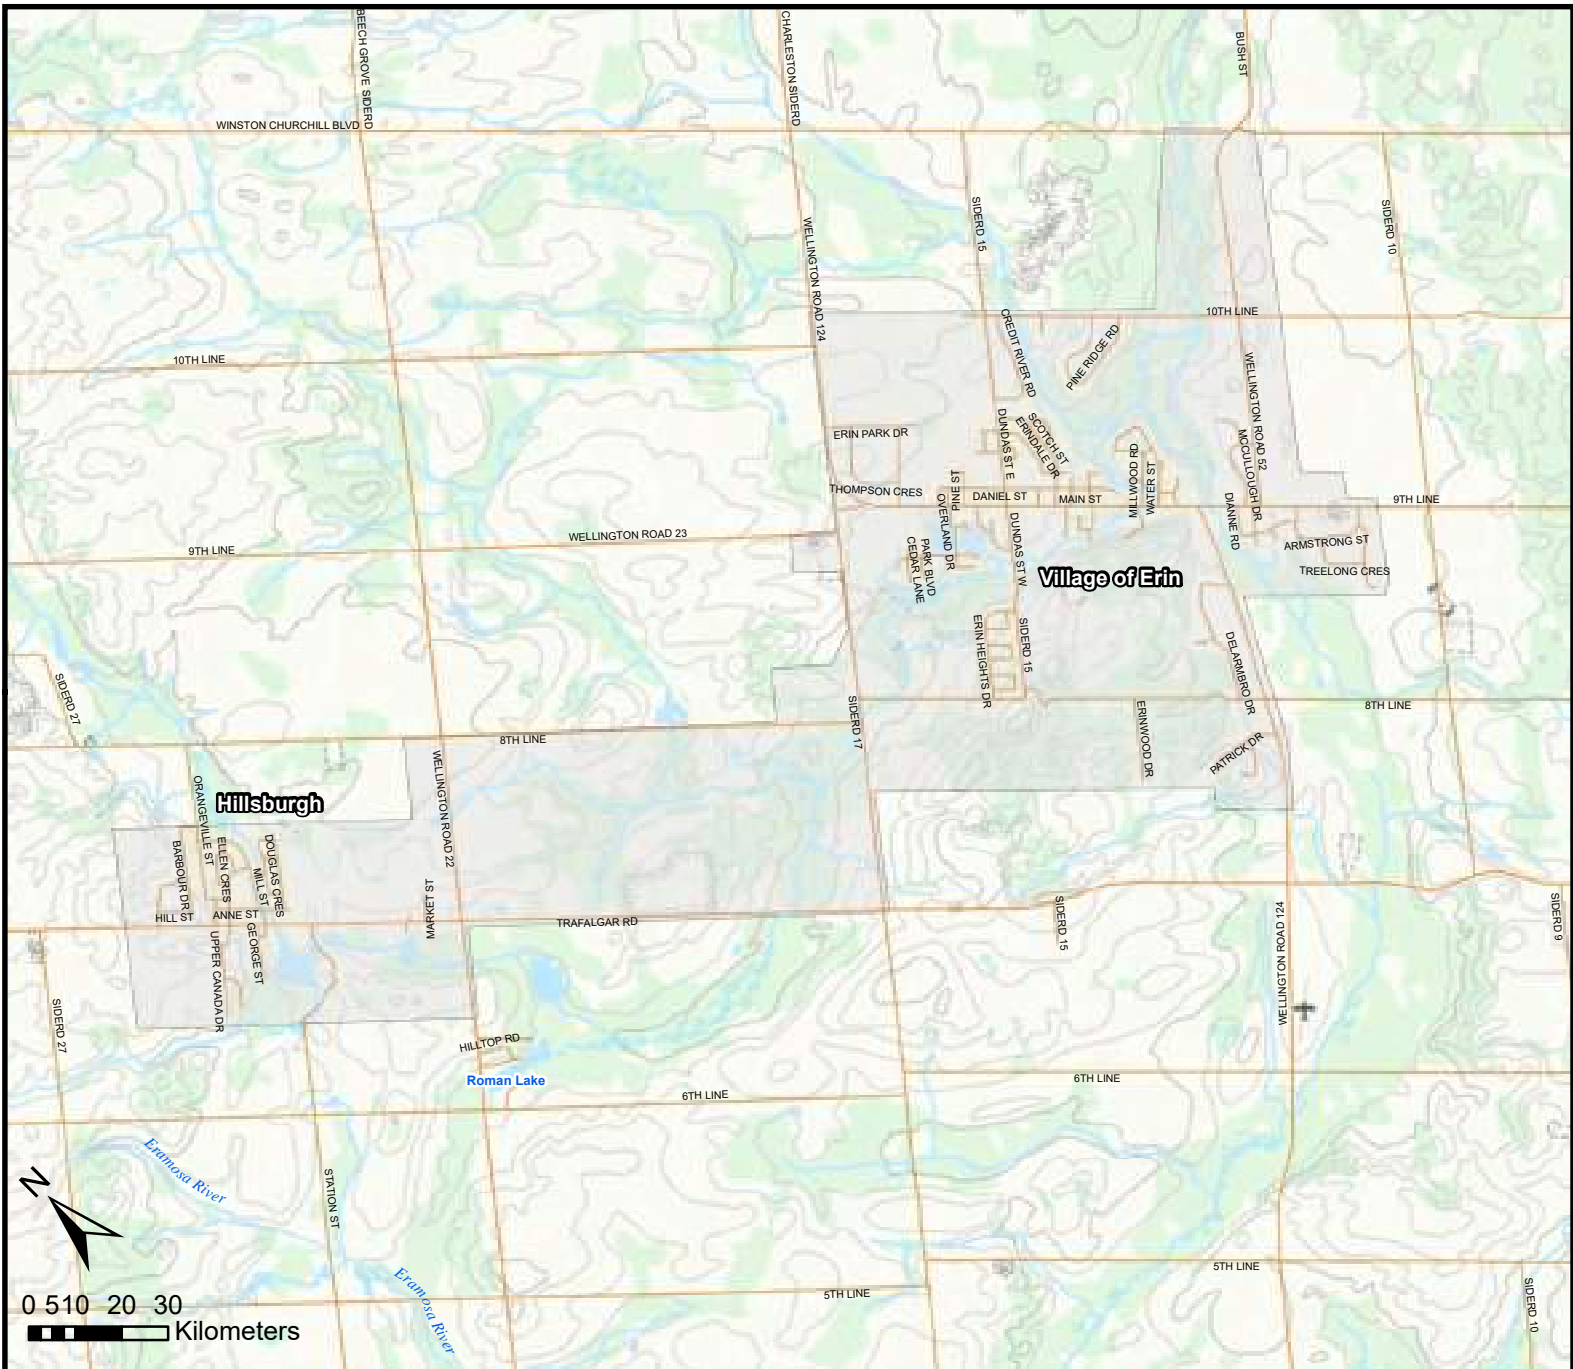 BEECH GROVE SIDERD
CHARLESTON SIDERD
BUSH ST
WINSTON CHURCHILL BLVD
SIDERD 15
SIDERD 10
WELLINGTON ROAD 124
10TH LINE
CREDIT RIVER RD
PINE RIDGE RD
10TH LINE
WELLINGTON ROAD 52
ERIN PARK DR
DUNDAS ST E
SCOTCH ST
ERINDALE DR
MCCULLOUGH DR
MILLWOOD RD
WATER ST
THOMPSON CRES
PINE ST
OVERLAND DR
DANIEL ST
MAIN ST
DIANNE RD
9TH LINE
WELLINGTON ROAD 23
9TH LINE
PARK BLVD
CEDAR LANE
DUNDAS ST W
ARMSTRONG ST
TREELONG CRES
Village of Erin
ERIN HEIGHTS DR
SIDERD 15
DELARMBRO DR
SIDERD 27
8TH LINE
SIDERD 17
8TH LINE
ERINWOOD DR
PATRICK DR
WELLINGTON ROAD 22
ORANGEVILLE ST
Hillsburgh
BARBOUR DR
ELLEN CRES
MILL ST
DOUGLAS CRES
MARKET ST
HILL ST
ANNE ST
TRAFALGAR RD
SIDERD 15
SIDERD 9
UPPER CANADA DR
GEORGE ST
WELLINGTON ROAD 124
SIDERD 27
HILLTOP RD
Roman Lake
6TH LINE
6TH LINE
Eramosa River
STATION ST
N
Eramosa River
5TH LINE
5TH LINE
SIDERD 10
0 5 10 20 30
Kilometers